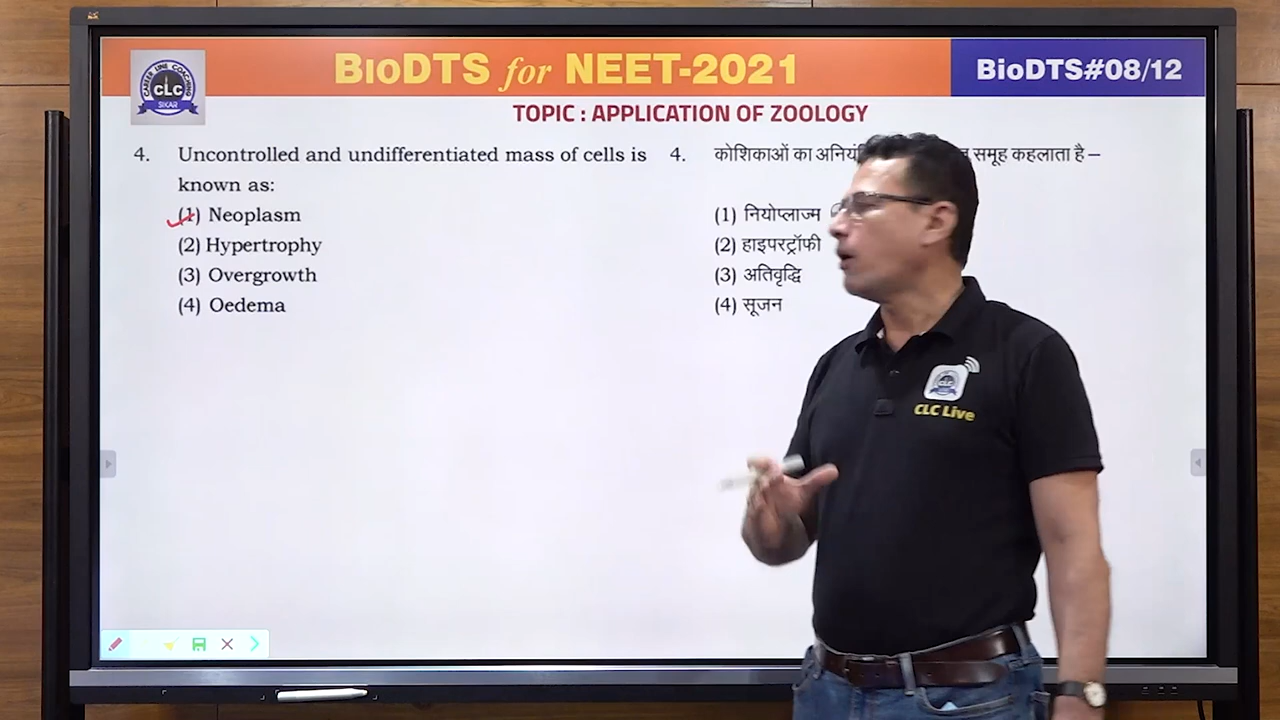 BIODTS for NEET-2021
BioDTS#08/12
CAREER LINE COACHING
CLC
SIKAR
TOPIC : APPLICATION OF ZOOLOGY
4. Uncontrolled and undifferentiated mass of cells is
known as:
(1) Neoplasm
(2) Hypertrophy
(3) Overgrowth
(4) Oedema
4. कोशिकाओं का समूह कहलाता है –
(1) नियोप्लाज्म
(2) हाइपरट्रॉफी
(3) अतिवृद्धि
(4) सूजन
CLC
CLC Live